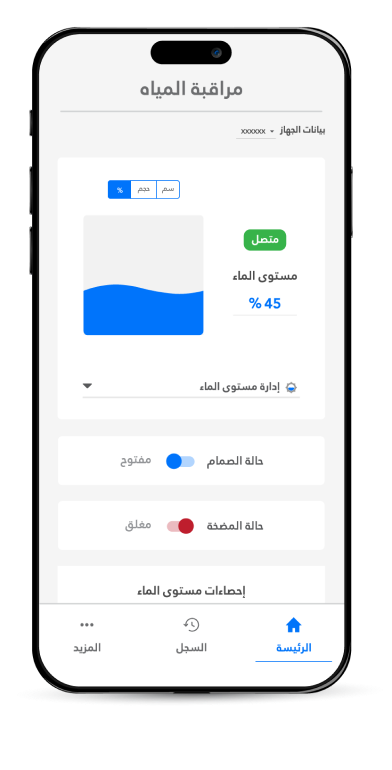 مراقبة المياه
بيانات الجهاز xxxxxx
سم حجم %
متصل
مستوى الماء
45 %
إدارة مستوى الماء
حالة الصمام مفتوح
حالة المضخة مغلق
إحصاءات مستوى الماء
الرئيسة السجل المزيد